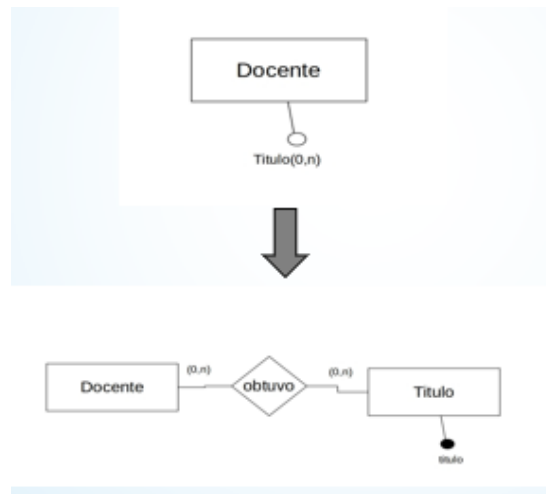 Docente
Titulo(0,n)
(0,n)
(0,n)
Docente
obtuvo
Titulo
titulo